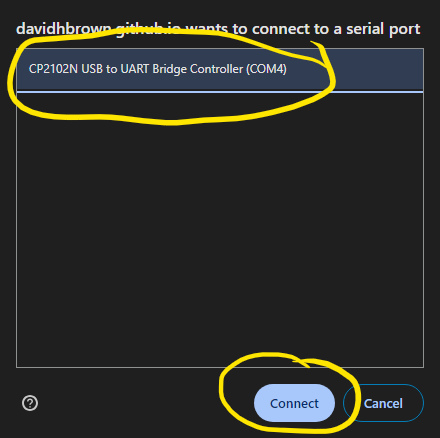 davidhbrown.github.io wants to connect to a serial port
CP2102N USB to UART Bridge Controller (COM4)
Connect
Cancel